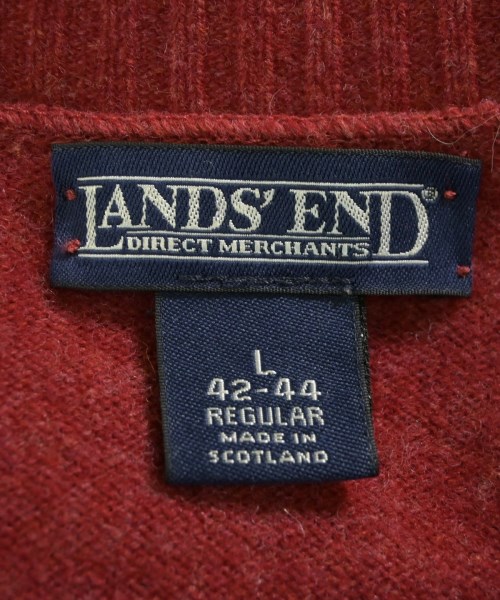 LANDS' END®
DIRECT MERCHANTS
L
42-44
REGULAR
MADE IN
SCOTLAND